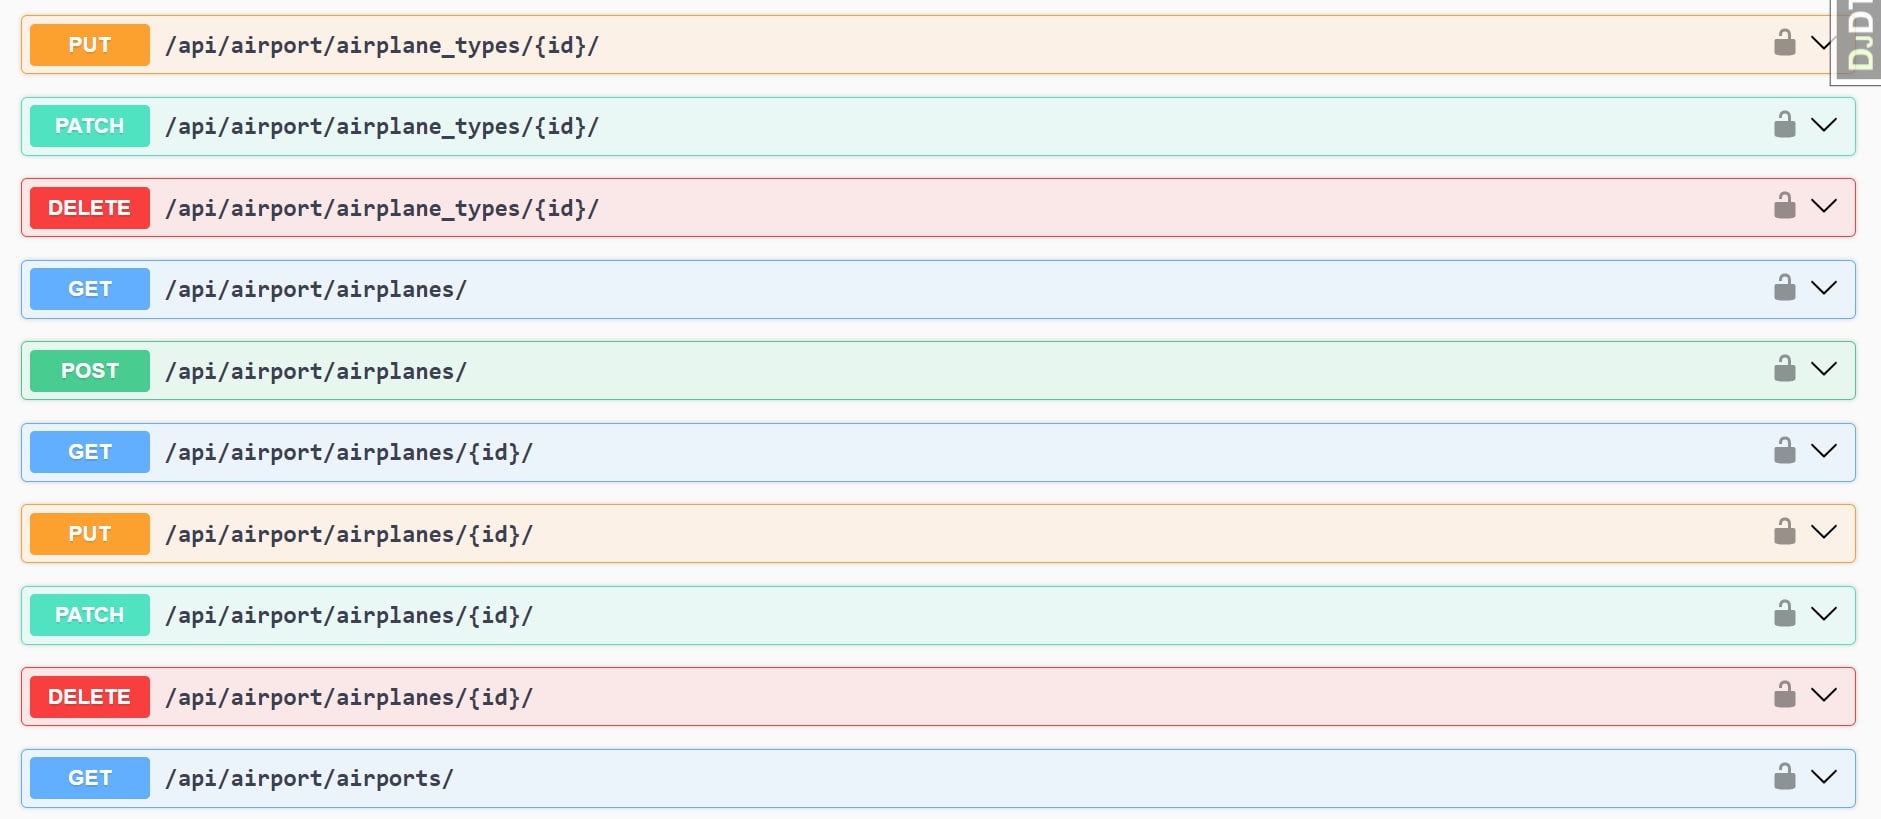 PUT /api/airport/airplane_types/{id}/
PATCH /api/airport/airplane_types/{id}/
DELETE /api/airport/airplane_types/{id}/
GET /api/airport/airplanes/
POST /api/airport/airplanes/
GET /api/airport/airplanes/{id}/
PUT /api/airport/airplanes/{id}/
PATCH /api/airport/airplanes/{id}/
DELETE /api/airport/airplanes/{id}/
GET /api/airport/airports/
DJDT